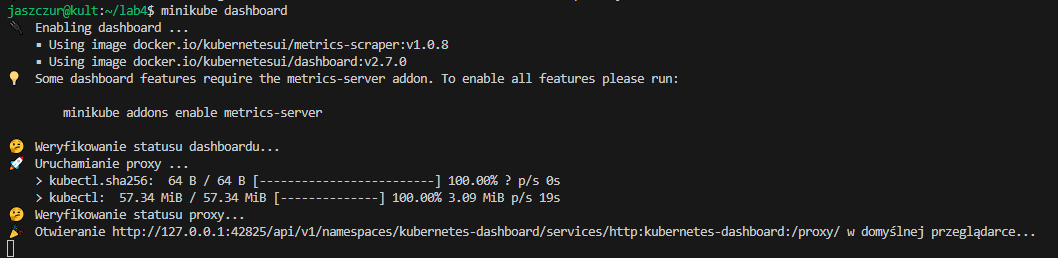 jaszczur@kult:~/lab4$ minikube dashboard
🔌 Enabling dashboard ...
▪ Using image docker.io/kubernetesui/metrics-scraper:v1.0.8
▪ Using image docker.io/kubernetesui/dashboard:v2.7.0
💡 Some dashboard features require the metrics-server addon. To enable all features please run:
minikube addons enable metrics-server
🤔 Weryfikowanie statusu dashboardu...
🚀 Uruchamianie proxy ...
> kubectl.sha256: 64 B / 64 B [-------------------------] 100.00% ? p/s 0s
> kubectl: 57.34 MiB / 57.34 MiB [--------------] 100.00% 3.09 MiB p/s 19s
🤔 Weryfikowanie statusu proxy...
🎉 Otwieranie http://127.0.0.1:42825/api/v1/namespaces/kubernetes-dashboard/services/http:kubernetes-dashboard:/proxy/ w domyślnej przeglądarce...